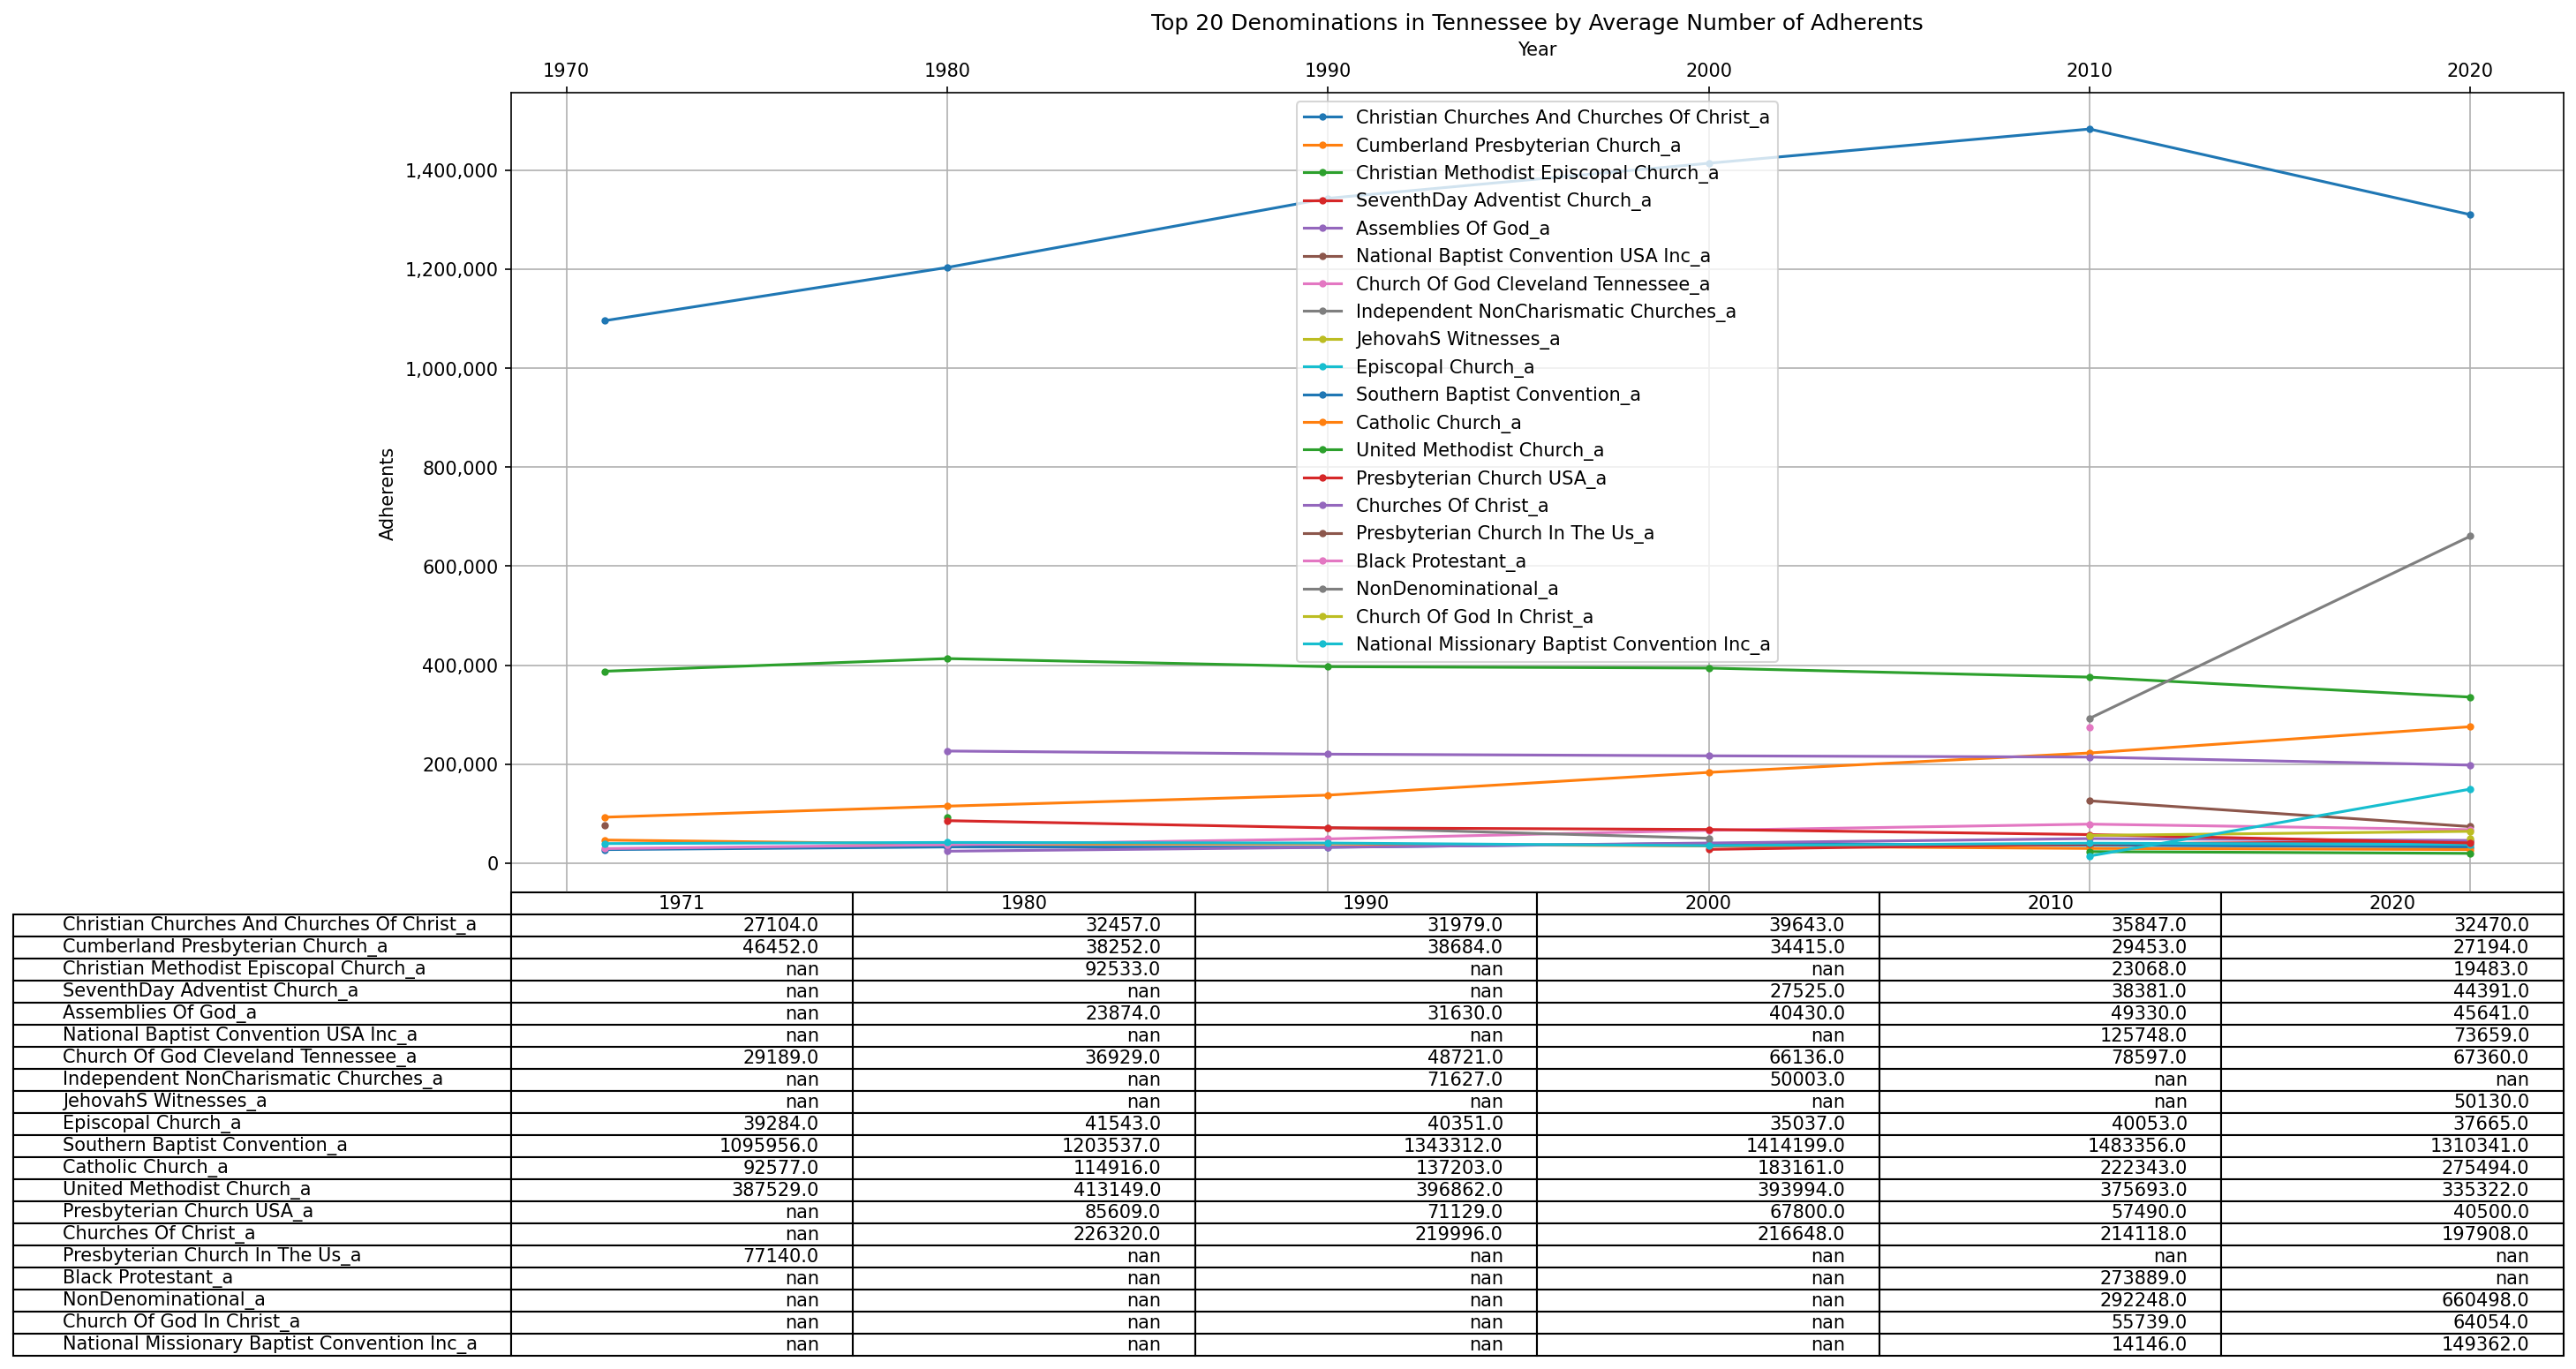 Top 20 Denominations in Tennessee by Average Number of Adherents
Year
1970 1980 1990 2000 2010 2020
Christian Churches And Churches Of Christ_a
Cumberland Presbyterian Church_a
Christian Methodist Episcopal Church_a
SeventhDay Adventist Church_a
Assemblies Of God_a
National Baptist Convention USA Inc_a
Church Of God Cleveland Tennessee_a
Independent NonCharismatic Churches_a
JehovahS Witnesses_a
Episcopal Church_a
Southern Baptist Convention_a
Catholic Church_a
United Methodist Church_a
Presbyterian Church USA_a
Churches Of Christ_a
Presbyterian Church In The Us_a
Black Protestant_a
NonDenominational_a
Church Of God In Christ_a
National Missionary Baptist Convention Inc_a
Adherents
1,400,000
1,200,000
1,000,000
800,000
600,000
400,000
200,000
0
1971 1980 1990 2000 2010 2020
Christian Churches And Churches Of Christ_a 27104.0 32457.0 31979.0 39643.0 35847.0 32470.0
Cumberland Presbyterian Church_a 46452.0 38252.0 38684.0 34415.0 29453.0 27194.0
Christian Methodist Episcopal Church_a nan 92533.0 nan nan 23068.0 19483.0
SeventhDay Adventist Church_a nan nan nan 27525.0 38381.0 44391.0
Assemblies Of God_a nan 23874.0 31630.0 40430.0 49330.0 45641.0
National Baptist Convention USA Inc_a nan nan nan nan 125748.0 73659.0
Church Of God Cleveland Tennessee_a 29189.0 36929.0 48721.0 66136.0 78597.0 67360.0
Independent NonCharismatic Churches_a nan nan 71627.0 50003.0 nan nan
JehovahS Witnesses_a nan nan nan nan nan 50130.0
Episcopal Church_a 39284.0 41543.0 40351.0 35037.0 40053.0 37665.0
Southern Baptist Convention_a 1095956.0 1203537.0 1343312.0 1414199.0 1483356.0 1310341.0
Catholic Church_a 92577.0 114916.0 137203.0 183161.0 222343.0 275494.0
United Methodist Church_a 387529.0 413149.0 396862.0 393994.0 375693.0 335322.0
Presbyterian Church USA_a nan 85609.0 71129.0 67800.0 57490.0 40500.0
Churches Of Christ_a nan 226320.0 219996.0 216648.0 214118.0 197908.0
Presbyterian Church In The Us_a 77140.0 nan nan nan nan nan
Black Protestant_a nan nan nan nan 273889.0 nan
NonDenominational_a nan nan nan nan 292248.0 660498.0
Church Of God In Christ_a nan nan nan nan 55739.0 64054.0
National Missionary Baptist Convention Inc_a nan nan nan nan 14146.0 149362.0